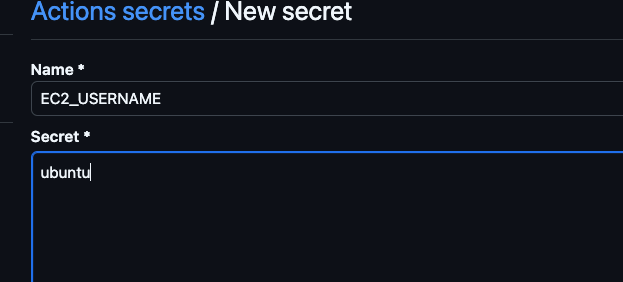 Actions secrets / New secret
Name *
EC2_USERNAME
Secret *
ubuntu